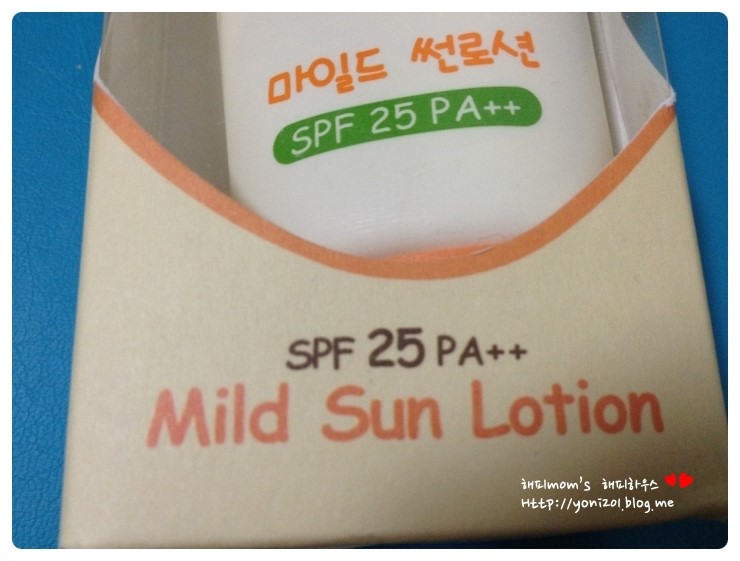 마일드 썬로션
SPF 25 PA++
SPF 25 PA++
Mild Sun Lotion
해피mom's 해피하우스
Http://yoni201.blog.me